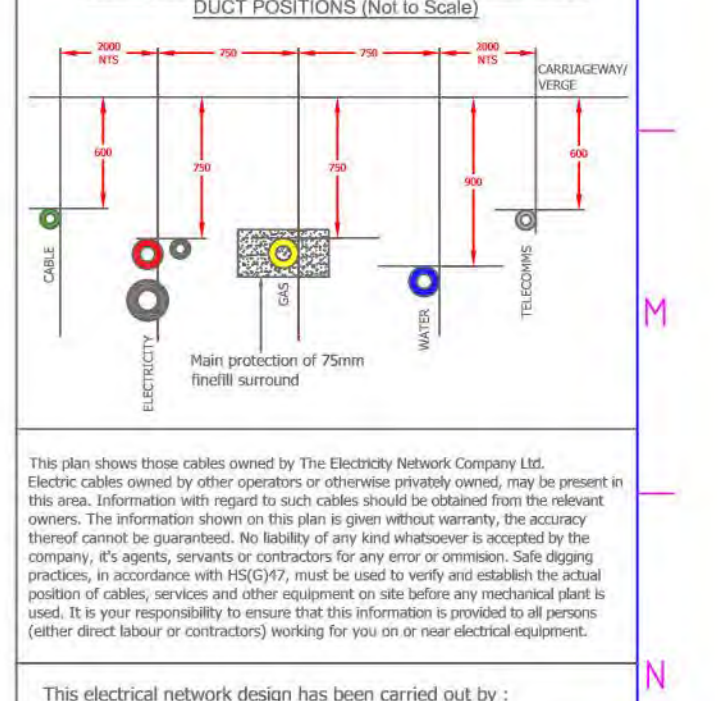 DUCT POSITIONS (Not to Scale)
2000
NTS
750
750
2000
NTS
CARRIAGEWAY/
VERGE
600
750
750
900
600
CABLE
ELECTRICITY
GAS
WATER
TELECOMMS
Main protection of 75mm
finefill surround
M
This plan shows those cables owned by The Electricity Network Company Ltd.
Electric cables owned by other operators or otherwise privately owned, may be present in
this area. Information with regard to such cables should be obtained from the relevant
owners. The information shown on this plan is given without warranty, the accuracy
thereof cannot be guaranteed. No liability of any kind whatsoever is accepted by the
company, it's agents, servants or contractors for any error or ommision. Safe digging
practices, in accordance with HS(G)47, must be used to verify and establish the actual
position of cables, services and other equipment on site before any mechanical plant is
used. It is your responsibility to ensure that this information is provided to all persons
(either direct labour or contractors) working for you on or near electrical equipment.
N
This electrical network design has been carried out by :